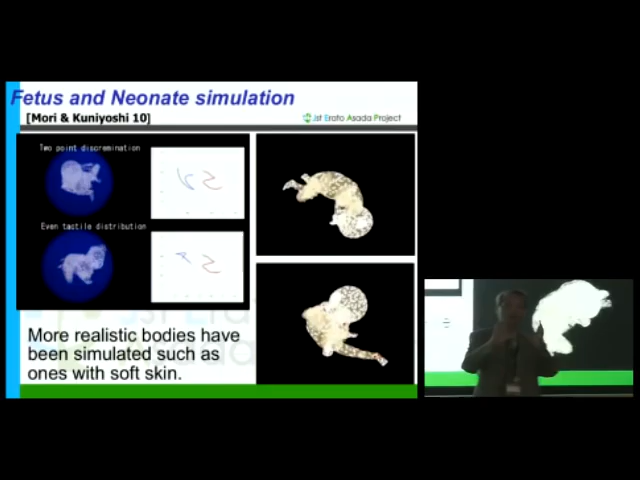 Fetus and Neonate simulation
[Mori & Kuniyoshi 10]
Jst Erato Asada Project
Two point discrimination
Even tactile distribution
More realistic bodies have
been simulated such as
ones with soft skin.